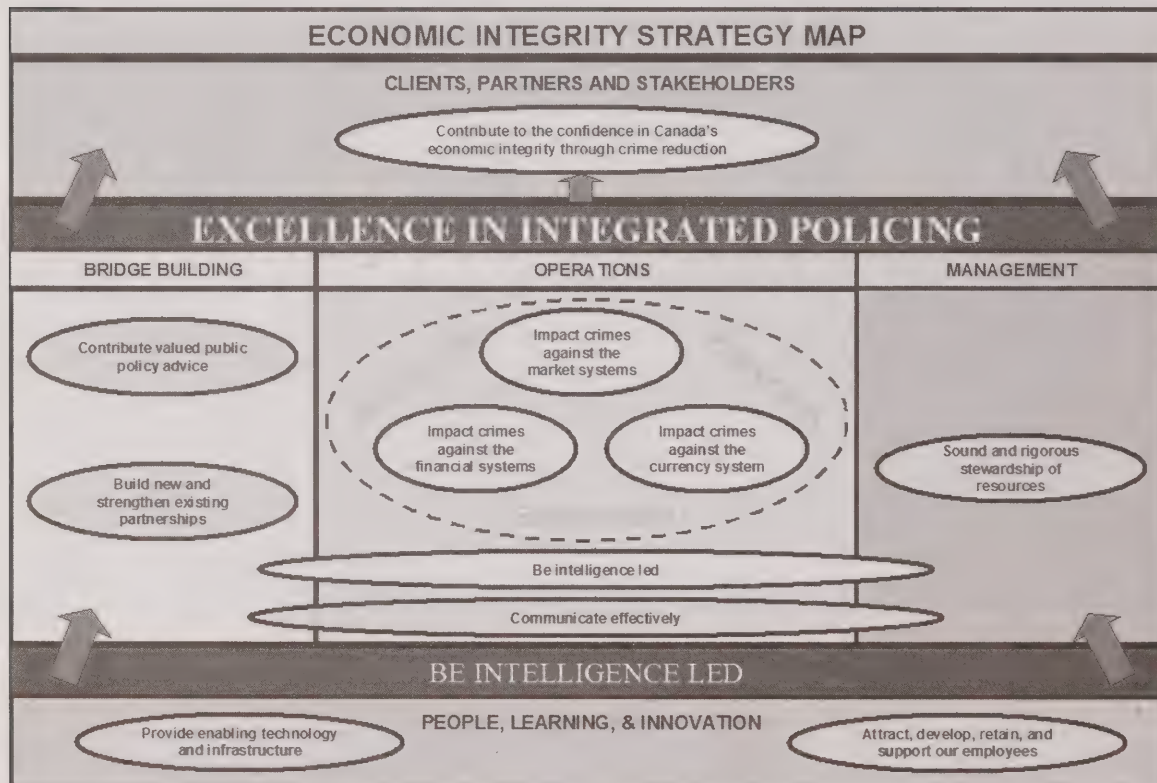 ECONOMIC INTEGRITY STRATEGY MAP
CLIENTS, PARTNERS AND STAKEHOLDERS
Contribute to the confidence in Canada's
economic integrity through crime reduction
EXCELLENCE IN INTEGRATED POLICING
BRIDGE BUILDING
OPERATIONS
MANAGEMENT
Contribute valued public
policy advice
Build new and
strengthen existing
partnerships
Impact crimes
against the
market systems
Impact crimes
against the
financial systems
Impact crimes
against the
currency system
Sound and rigorous
stewardship of
resources
Be intelligence led
Communicate effectively
BE INTELLIGENCE LED
PEOPLE, LEARNING, & INNOVATION
Provide enabling technology
and infrastructure
Attract, develop, retain, and
support our employees